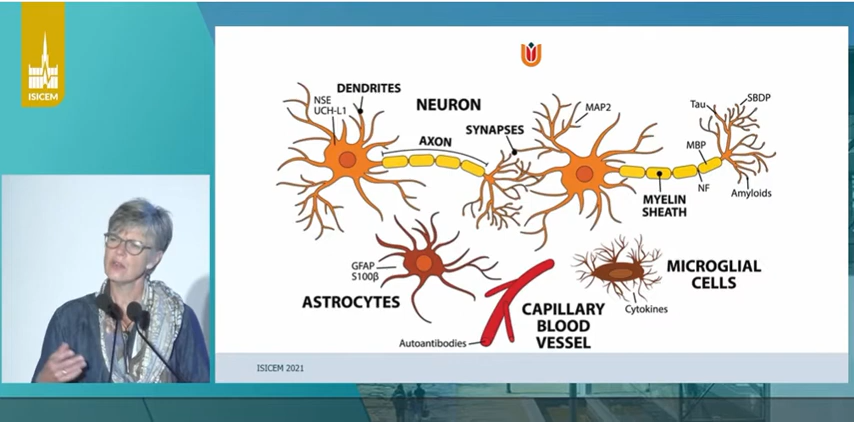 ISICEM
DENDRITES
NSE
UCH-L1
NEURON
MAP2
Tau
SBDP
SYNAPSES
AXON
MBP
NF
Amyloids
MYELIN
SHEATH
GFAP
S100β
ASTROCYTES
MICROGLIAL
CELLS
Cytokines
CAPILLARY
BLOOD
VESSEL
Autoantibodies
ISICEM 2021